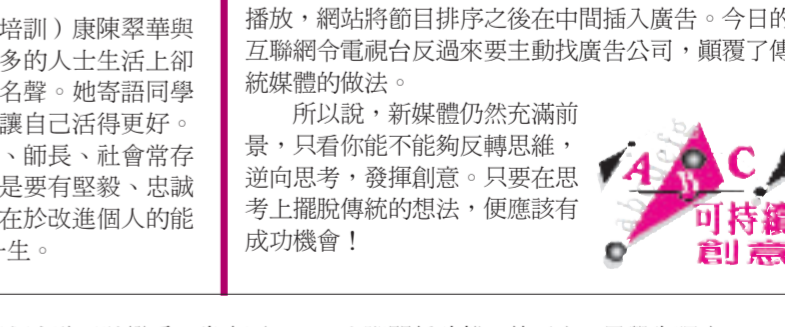 培訓）康陳翠華與
多的人士生活上卻
名聲。她寄語同學
讓自己活得更好。
、師長、社會常存
是要有堅毅、忠誠
在於改進個人的能
生。
播放，網站將節目排序之後在中間插入廣告。今日的
互聯網令電視台反過來要主動找廣告公司，顛覆了傳
統媒體的做法。
所以說，新媒體仍然充滿前
景，只看你能不能夠反轉思維，
逆向思考，發揮創意。只要在思
考上擺脫傳統的想法，便應該有
成功機會！
A B C
可持續
創意